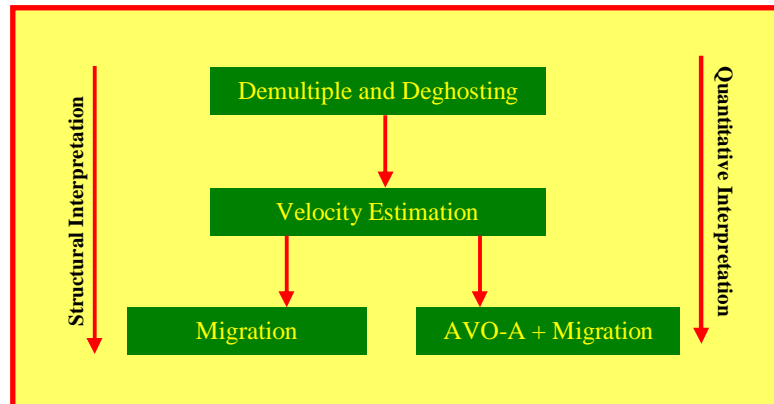 Demultiple and Deghosting
Velocity Estimation
Migration
AVO-A + Migration
Structural Interpretation
Quantitative Interpretation